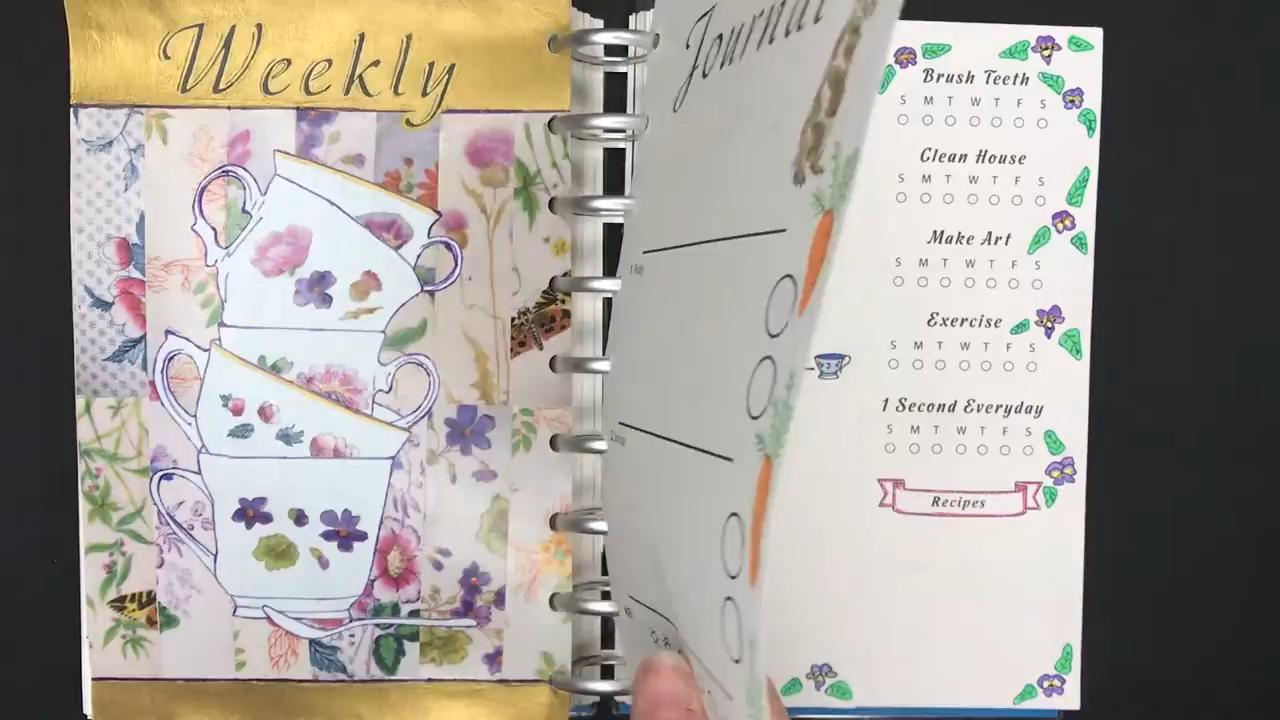 Weekly
Journal
Brush Teeth
S M T W T F S
Clean House
S M T W T F S
Make Art
S M T W T F S
Exercise
S M T W T F S
1 Second Everyday
S M T W T F S
Recipes